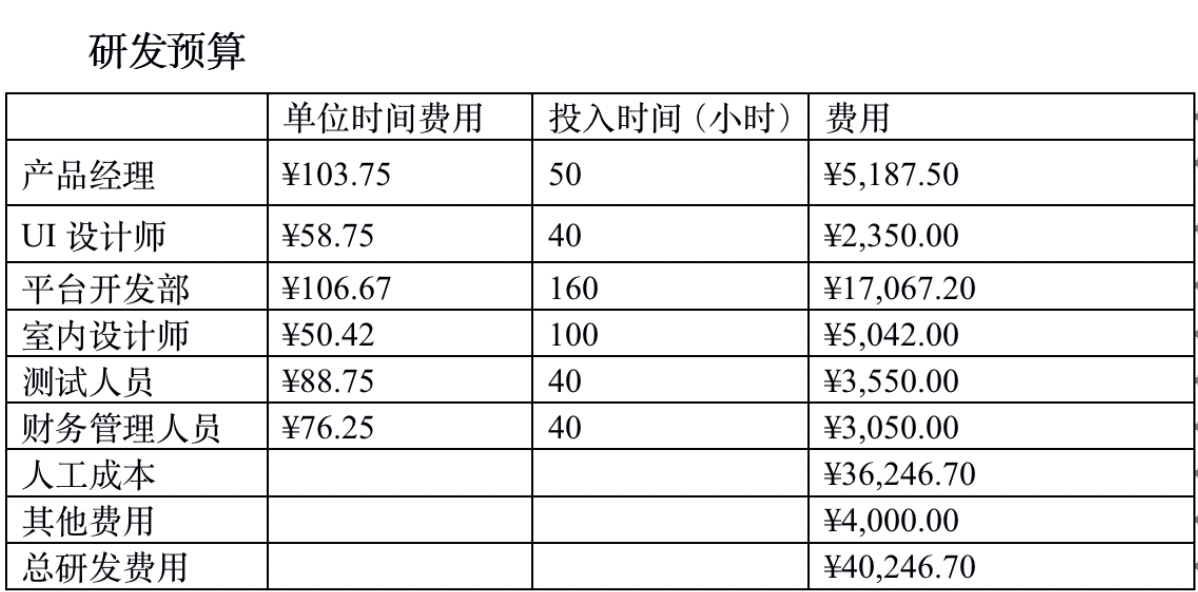 研发预算
单位时间费用 投入时间（小时） 费用
产品经理 ¥103.75 50 ¥5,187.50
UI 设计师 ¥58.75 40 ¥2,350.00
平台开发部 ¥106.67 160 ¥17,067.20
室内设计师 ¥50.42 100 ¥5,042.00
测试人员 ¥88.75 40 ¥3,550.00
财务管理人员 ¥76.25 40 ¥3,050.00
人工成本 ¥36,246.70
其他费用 ¥4,000.00
总研发费用 ¥40,246.70